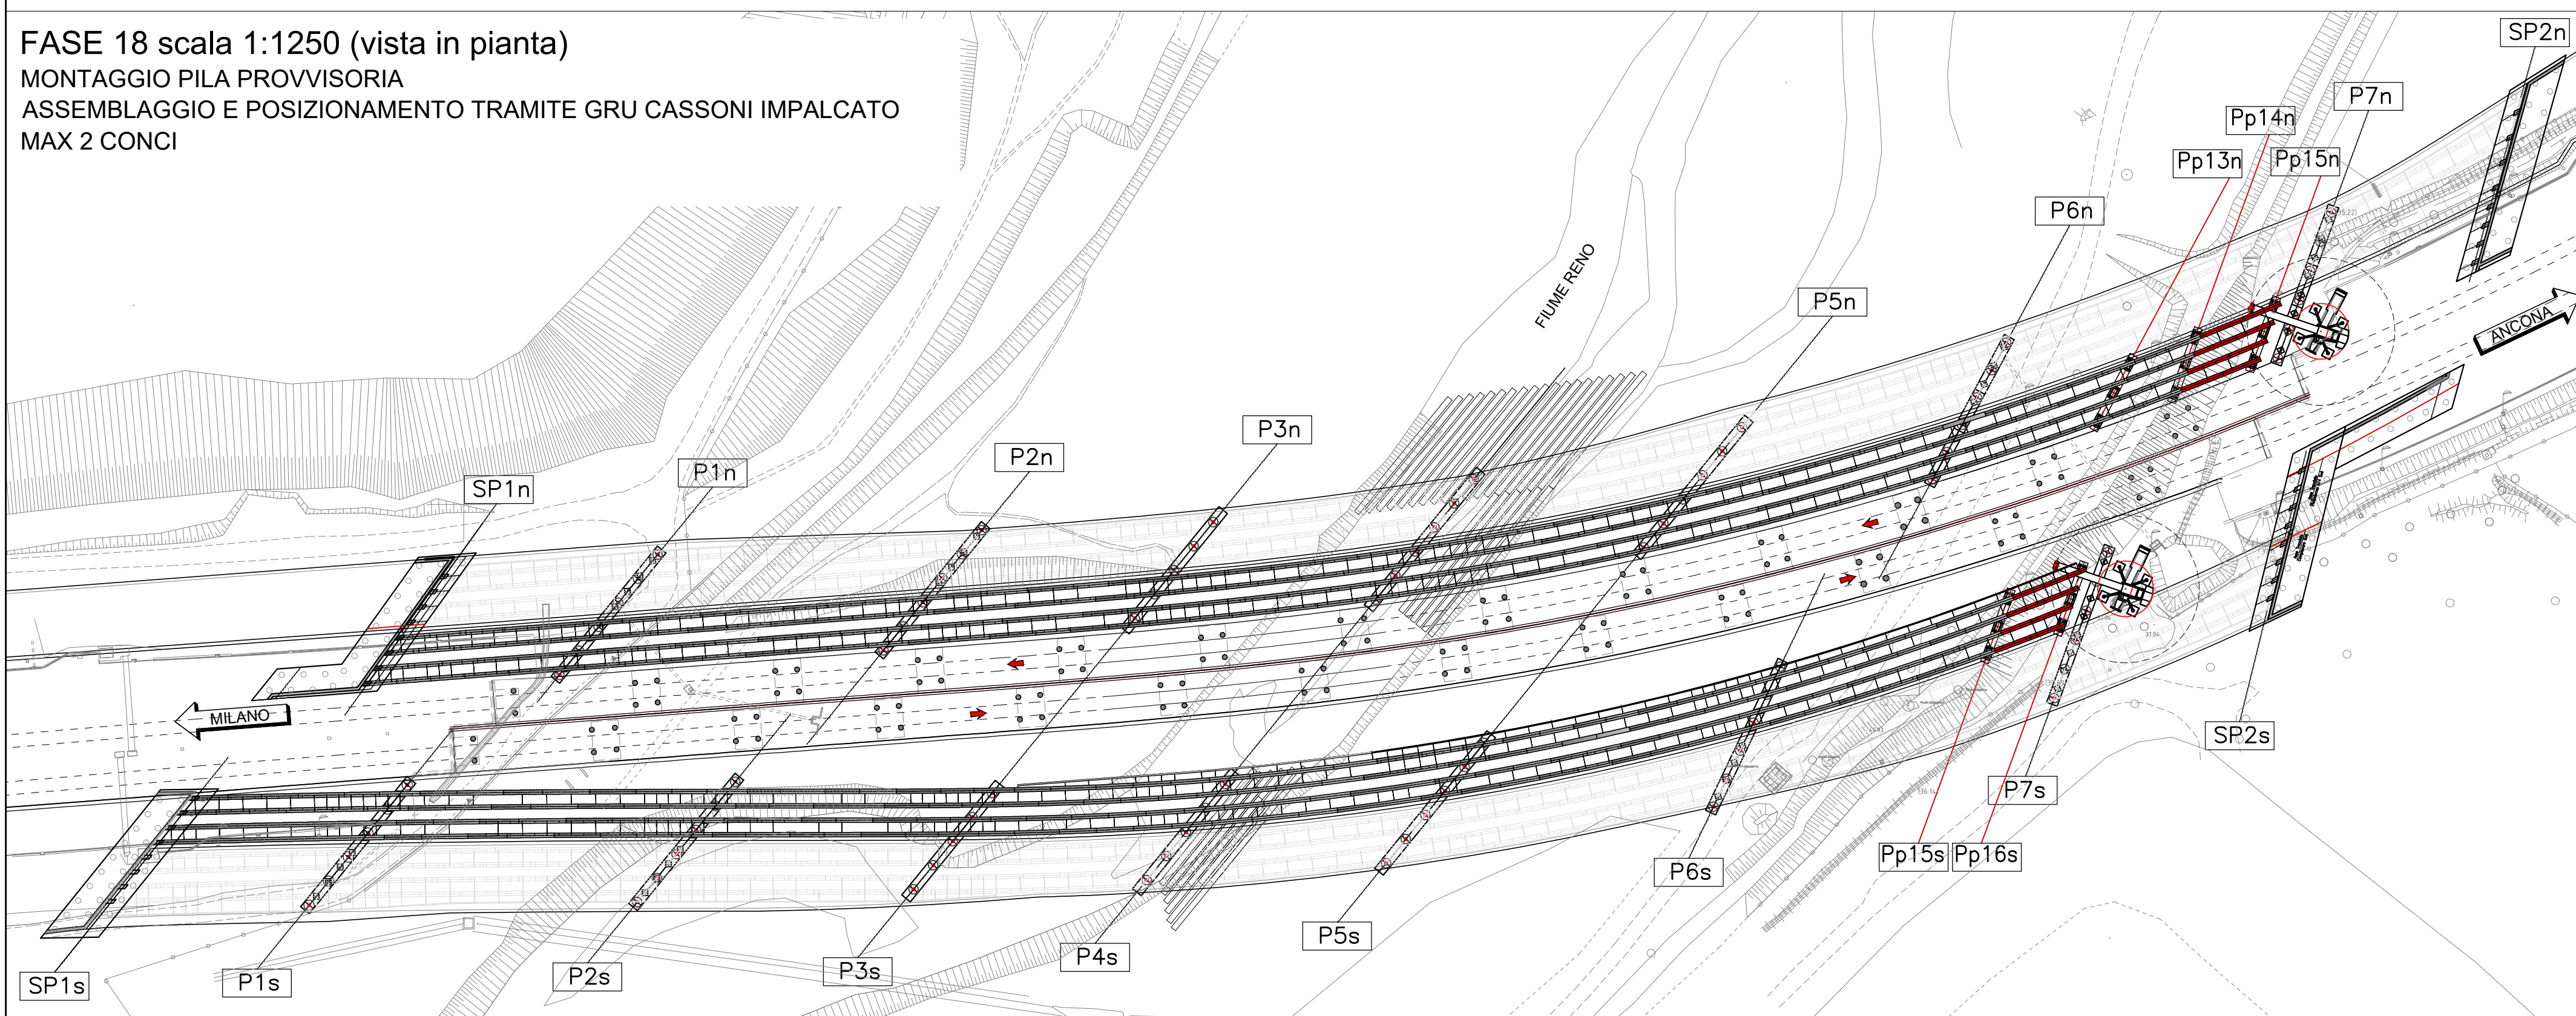 FASE 18 scala 1:1250 (vista in pianta)
MONTAGGIO PILA PROVVISORIA
ASSEMBLAGGIO E POSIZIONAMENTO TRAMITE GRU CASSONI IMPALCATO
MAX 2 CONCI
SP2n
P7n
Pp14n
Pp13n
Pp15n
P6n
FIUME RENO
P5n
ANCONA
P3n
P2n
P1n
SP1n
MILANO
SP2s
P7s
Pp15s
Pp16s
P6s
P5s
P4s
P3s
P2s
P1s
SP1s